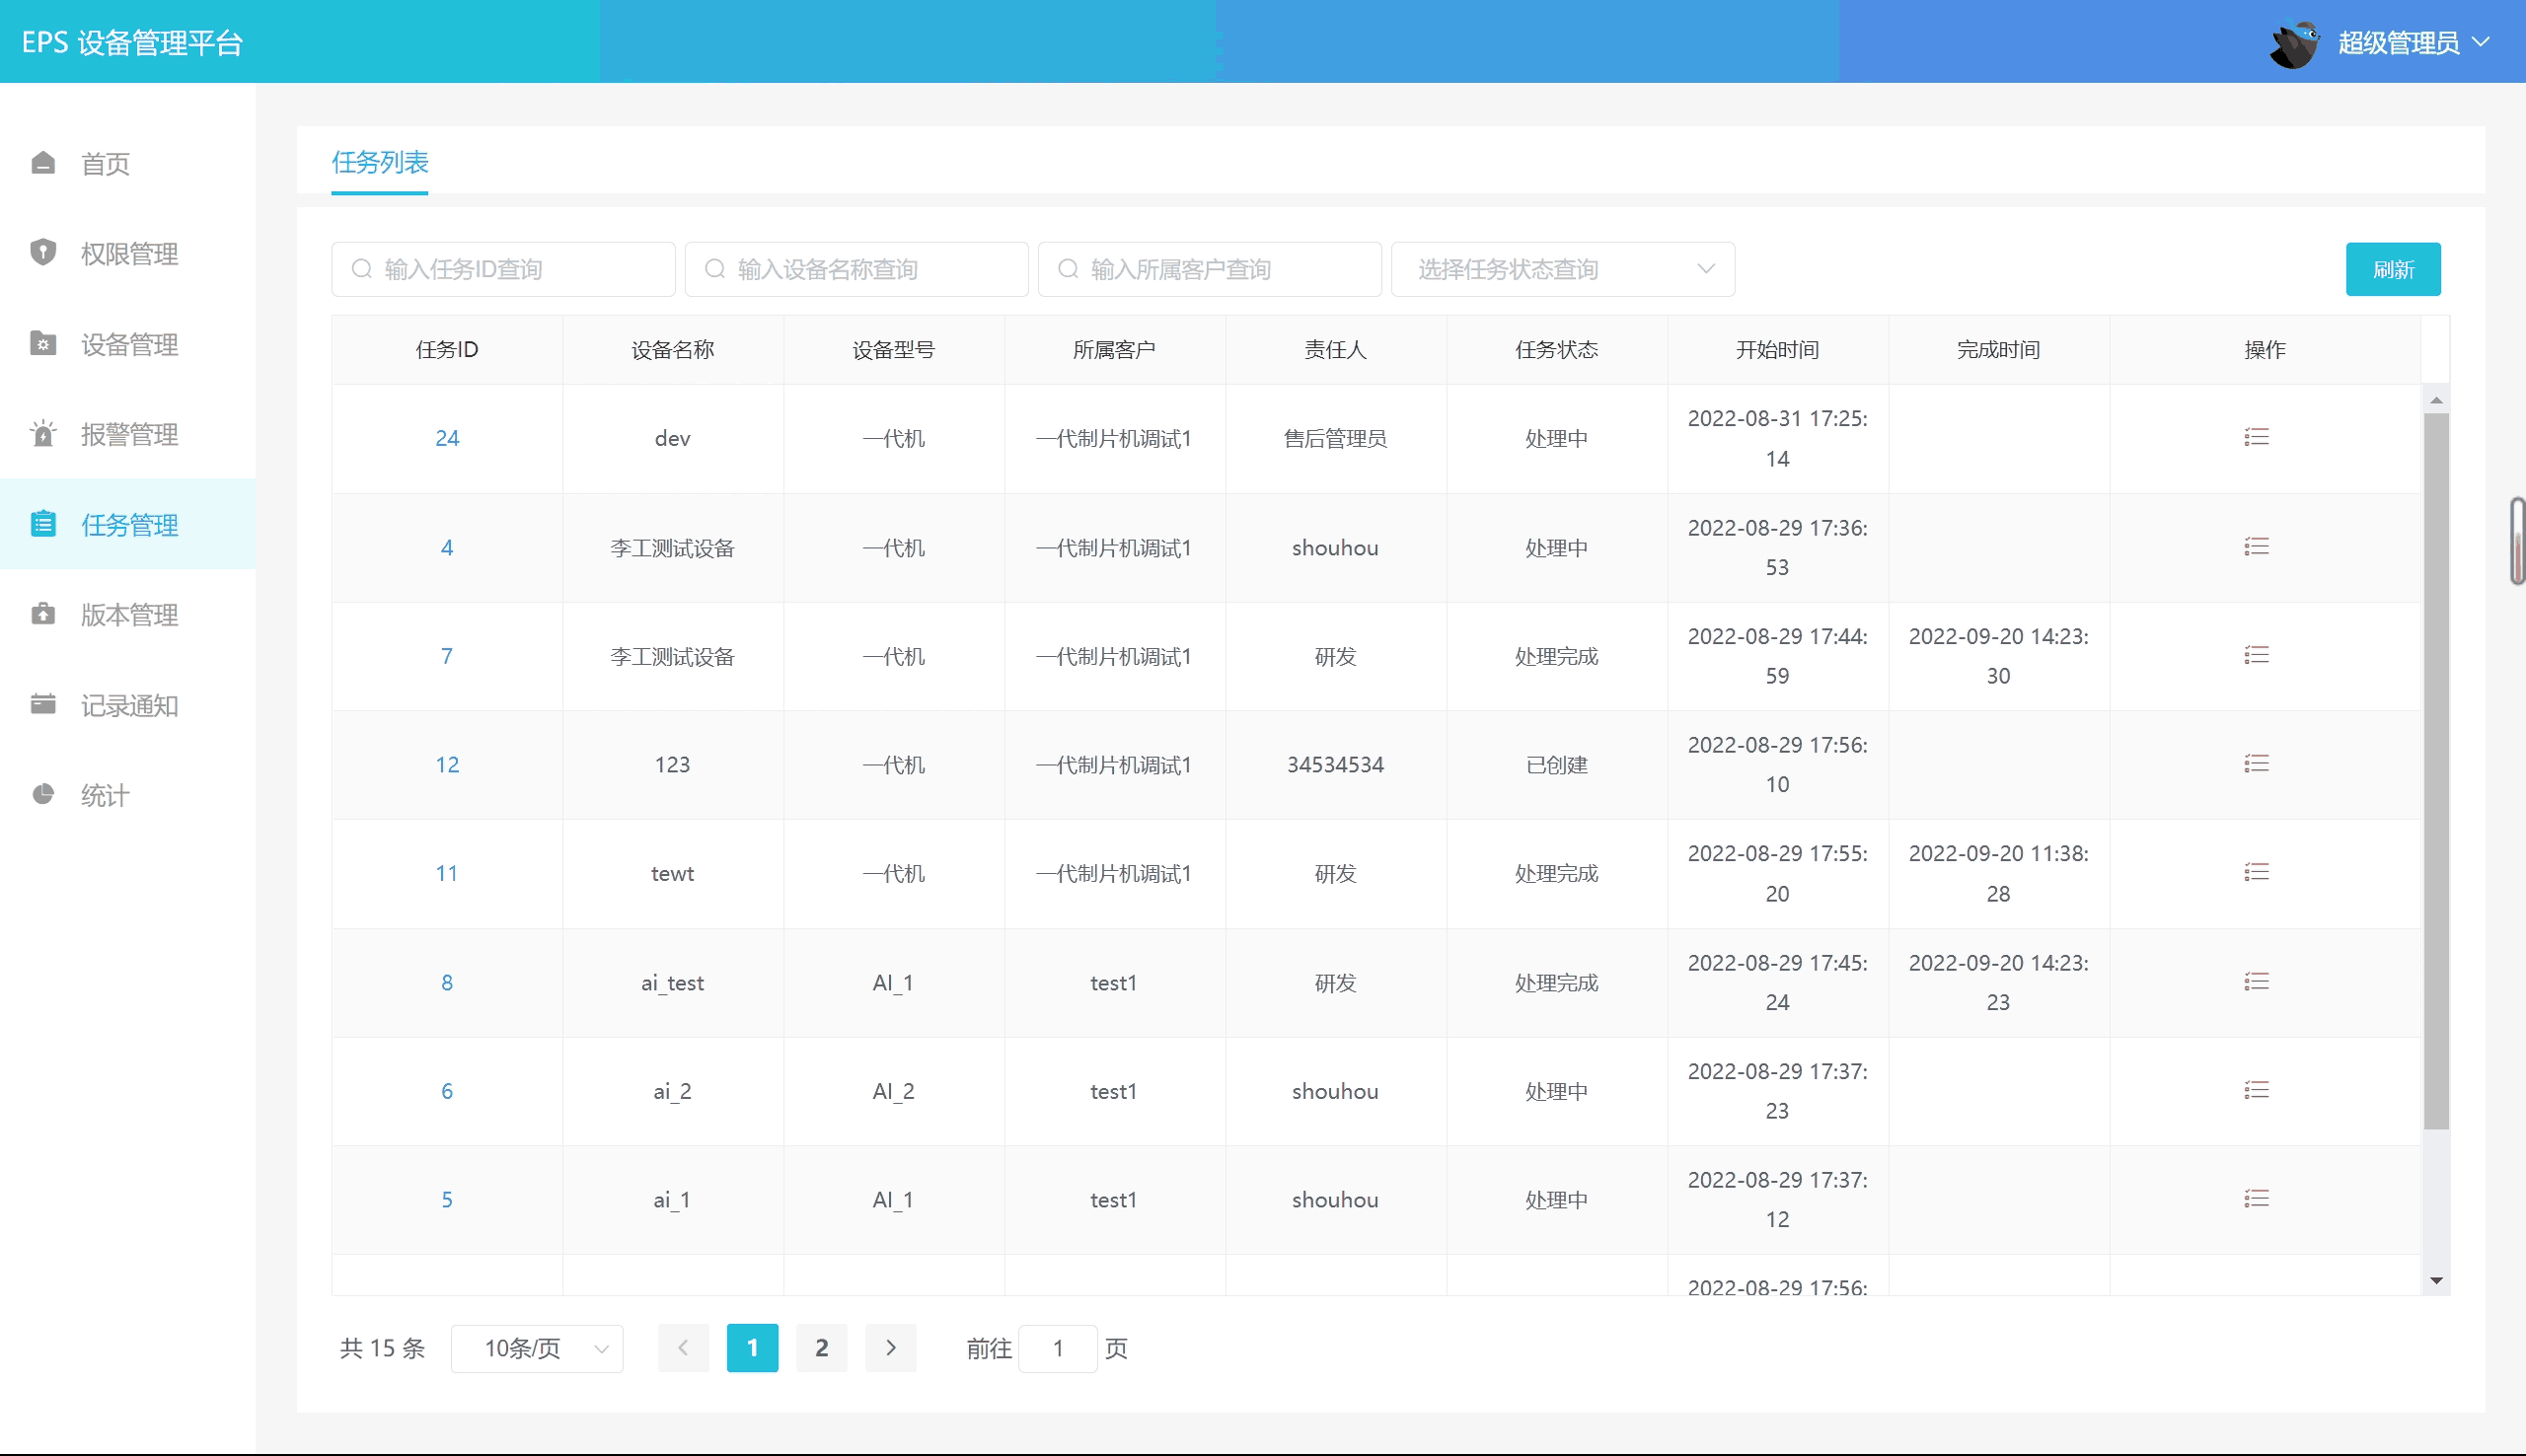 EPS 设备管理平台
超级管理员
首页
权限管理
设备管理
报警管理
任务管理
版本管理
记录通知
统计
任务列表
输入任务ID查询 输入设备名称查询 输入所属客户查询 选择任务状态查询 刷新
任务ID 设备名称 设备型号 所属客户 责任人 任务状态 开始时间 完成时间 操作
24 dev 一代机 一代制片机调试1 售后管理员 处理中 2022-08-31 17:25:
14
4 李工测试设备 一代机 一代制片机调试1 shouhou 处理中 2022-08-29 17:36:
53
7 李工测试设备 一代机 一代制片机调试1 研发 处理完成 2022-08-29 17:44: 2022-09-20 14:23:
59 30
12 123 一代机 一代制片机调试1 34534534 已创建 2022-08-29 17:56:
10
11 tewt 一代机 一代制片机调试1 研发 处理完成 2022-08-29 17:55: 2022-09-20 11:38:
20 28
8 ai_test AI_1 test1 研发 处理完成 2022-08-29 17:45: 2022-09-20 14:23:
24 23
6 ai_2 AI_2 test1 shouhou 处理中 2022-08-29 17:37:
23
5 ai_1 AI_1 test1 shouhou 处理中 2022-08-29 17:37:
12
2022-08-29 17:56:
共 15 条 10条/页 1 2 前往 1 页